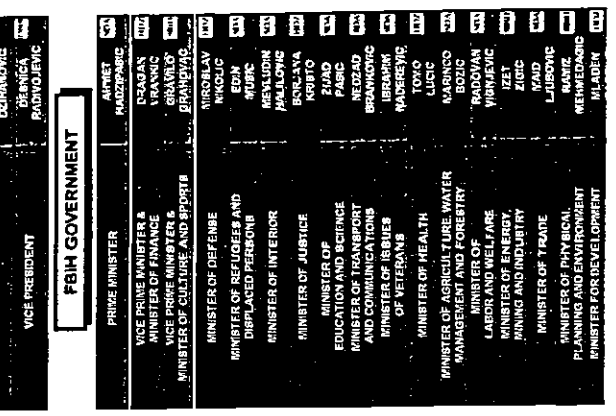 VICE PRESIDENT
DESNICA
RADIVOJEVIC
FBIH GOVERNMENT
PRIME MINISTER
AHMET
HADZIPASIC
VICE PRIME MINISTER &
MINISTER OF FINANCE
DRAGAN
VRANKIC
VICE PRIME MINISTER &
MINISTER OF CULTURE AND SPORTS
GAVRILO
GRAHOVAC
MINISTER OF DEFENSE
MIROSLAV
NIKOLIC
MINISTER OF REFUGEES AND
DISPLACED PERSONS
EDIN
MUSIC
MINISTER OF INTERIOR
MEVLUDIN
HALILOVIC
MINISTER OF JUSTICE
BORJANA
KRISTO
MINISTER OF
EDUCATION AND SCIENCE
ZIJAD
PASIC
MINISTER OF TRANSPORT
AND COMMUNICATIONS
NEDZAD
BRANKOVIC
MINISTER OF ISSUES
OF VETERANS
IBRAHIM
NADAREVIC
MINISTER OF HEALTH
TOMO
LUCIC
MINISTER OF AGRICULTURE, WATER
MANAGEMENT AND FORESTRY
MARINKO
BOZIC
MINISTER OF
LABOR AND WELFARE
RADOVAN
VIGNJEVIC
MINISTER OF ENERGY,
MINING AND INDUSTRY
IZET
ZIGIC
MINISTER OF TRADE
MAID
LJUBOVIC
MINISTER OF PHYSICAL
PLANNING AND ENVIRONMENT
RAMIZ
MEHMEDAGIC
MINISTER FOR DEVELOPMENT
MLADEN